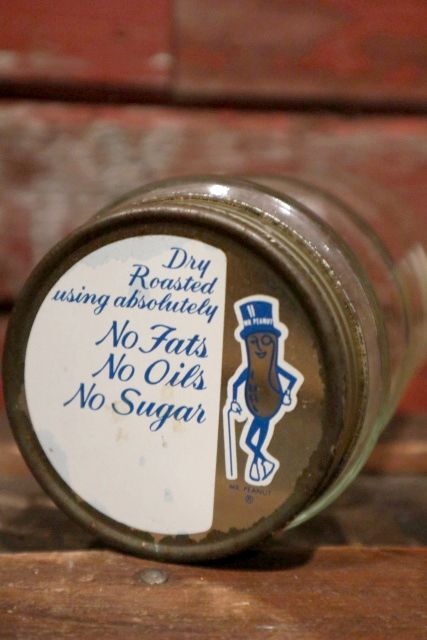 Dry
Roasted
using absolutely
No Fats
No Oils
No Sugar
MR. PEANUT
MR. PEANUT
®